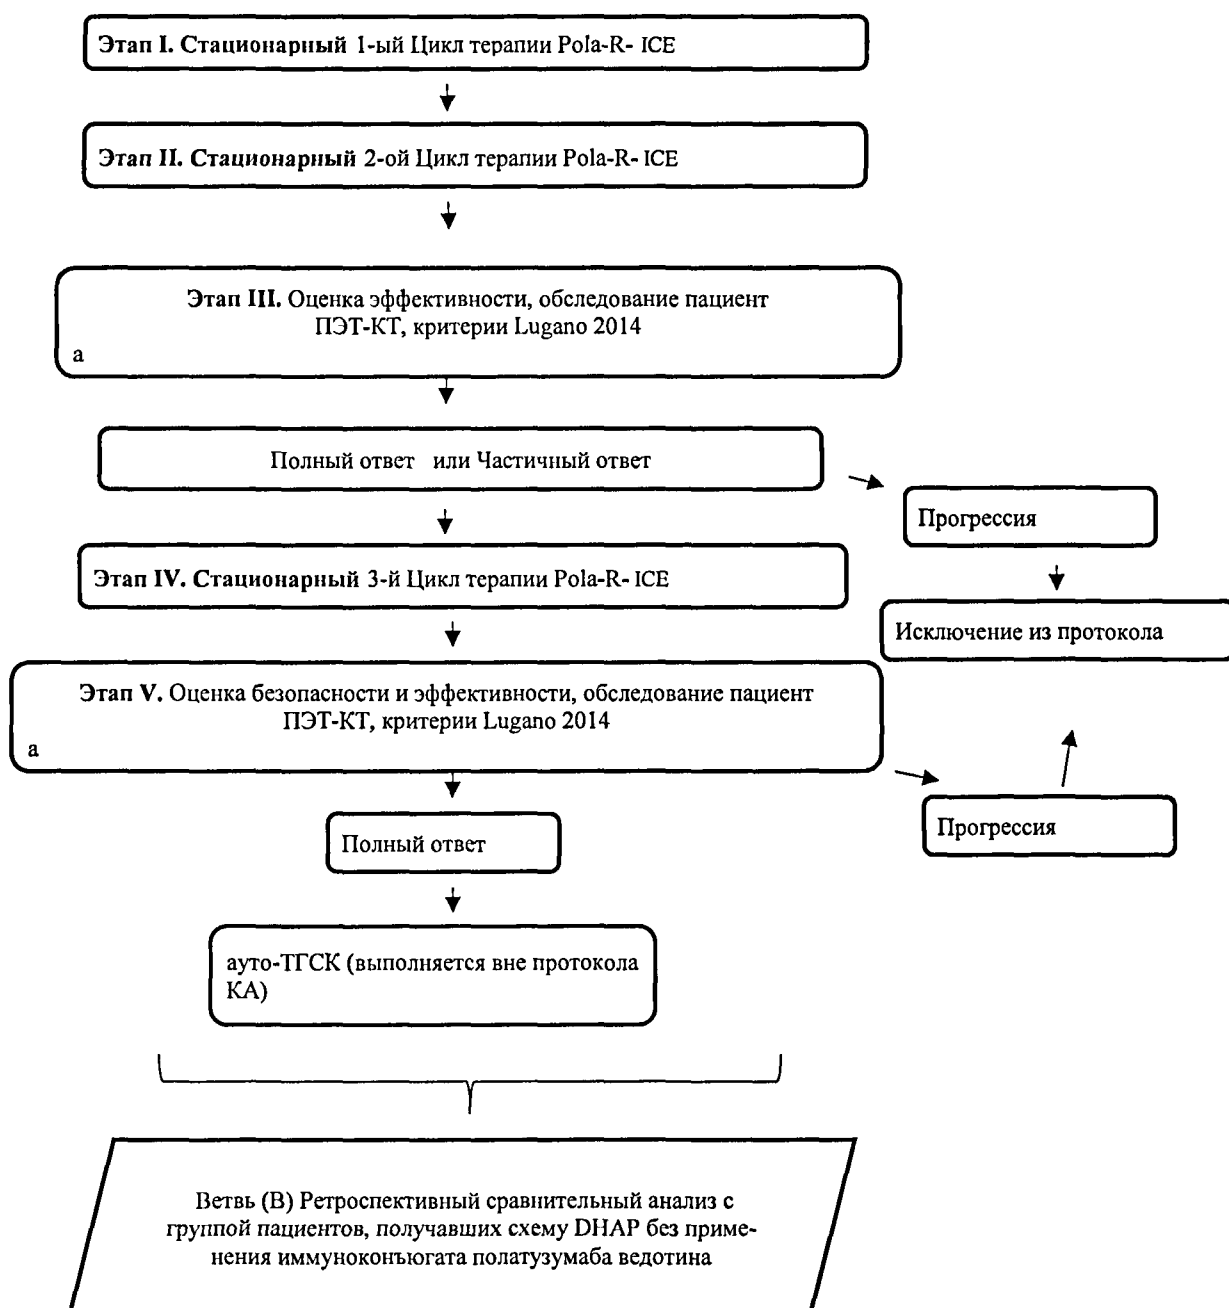 Этап I. Стационарный 1-ый Цикл терапии Pola-R- ICE
Этап II. Стационарный 2-ой Цикл терапии Pola-R- ICE
Этап III. Оценка эффективности, обследование пациент
ПЭТ-КТ, критерии Lugano 2014
а
Полный ответ или Частичный ответ
Прогрессия
Этап IV. Стационарный 3-й Цикл терапии Pola-R- ICE
Исключение из протокола
Этап V. Оценка безопасности и эффективности, обследование пациент
ПЭТ-КТ, критерии Lugano 2014
а
Прогрессия
Полный ответ
ауто-ТГСК (выполняется вне протокола
КА)
Ветвь (В) Ретроспективный сравнительный анализ с
группой пациентов, получавших схему DHAP без приме-
нения иммуноконъюгата полатузумаба ведотина